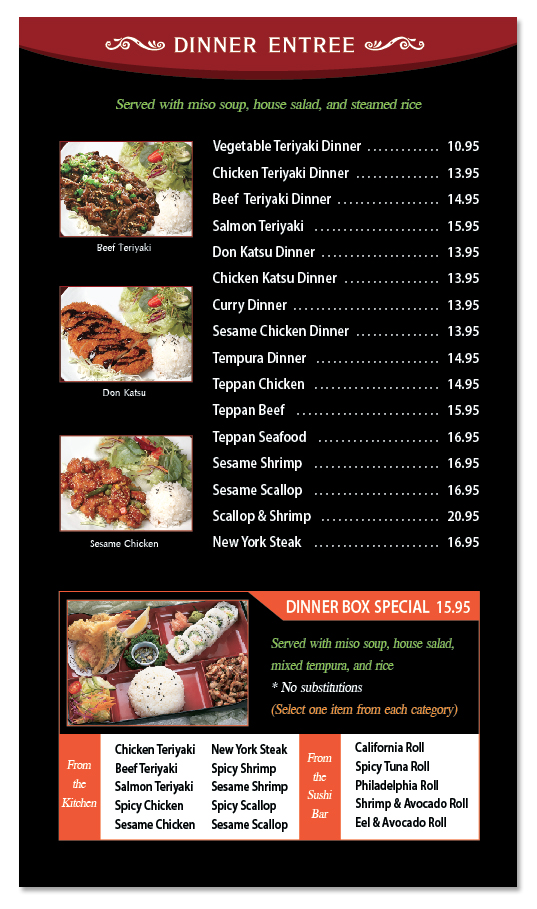 DINNER ENTREE
Served with miso soup, house salad, and steamed rice
Beef Teriyaki
Don Katsu
Sesame Chicken
Vegetable Teriyaki Dinner ............. 10.95
Chicken Teriyaki Dinner ............... 13.95
Beef Teriyaki Dinner .................. 14.95
Salmon Teriyaki ...................... 15.95
Don Katsu Dinner ..................... 13.95
Chicken Katsu Dinner ................. 13.95
Curry Dinner ......................... 13.95
Sesame Chicken Dinner ............... 13.95
Tempura Dinner ...................... 14.95
Teppan Chicken ...................... 14.95
Teppan Beef ......................... 15.95
Teppan Seafood ...................... 16.95
Sesame Shrimp ...................... 16.95
Sesame Scallop ...................... 16.95
Scallop & Shrimp ..................... 20.95
New York Steak ...................... 16.95
DINNER BOX SPECIAL 15.95
Served with miso soup, house salad,
mixed tempura, and rice
* No substitutions
(Select one item from each category)
From
the
Kitchen
Chicken Teriyaki
Beef Teriyaki
Salmon Teriyaki
Spicy Chicken
Sesame Chicken
New York Steak
Spicy Shrimp
Sesame Shrimp
Spicy Scallop
Sesame Scallop
From
the
Sushi
Bar
California Roll
Spicy Tuna Roll
Philadelphia Roll
Shrimp & Avocado Roll
Eel & Avocado Roll